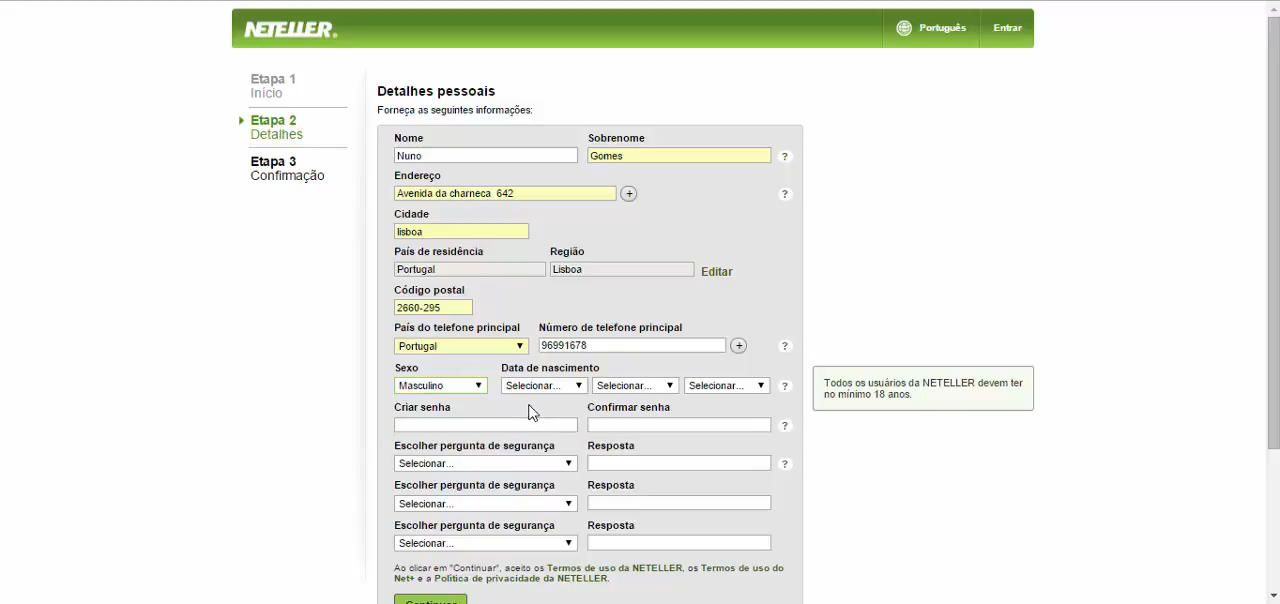 NETELLER®
Português
Entrar
Etapa 1
Início
Etapa 2
Detalhes
Etapa 3
Confirmação
Detalhes pessoais
Forneça as seguintes informações:
Nome
Sobrenome
Nuno
Gomes
?
Endereço
Avenida da charneca 642
+
?
Cidade
lisboa
País de residência
Região
Portugal
Lisboa
Editar
Código postal
2660-295
País do telefone principal
Número de telefone principal
Portugal
96991678
+
?
Sexo
Data de nascimento
Masculino
Selecionar...
Selecionar...
Selecionar...
?
Todos os usuários da NETELLER devem ter
no mínimo 18 anos.
Criar senha
Confirmar senha
?
Escolher pergunta de segurança
Resposta
Selecionar...
?
Escolher pergunta de segurança
Resposta
Selecionar...
Escolher pergunta de segurança
Resposta
Selecionar...
Ao clicar em "Continuar", aceito os Termos de uso da NETELLER, os Termos de uso do
Net+ e a Política de privacidade da NETELLER.
Continuar